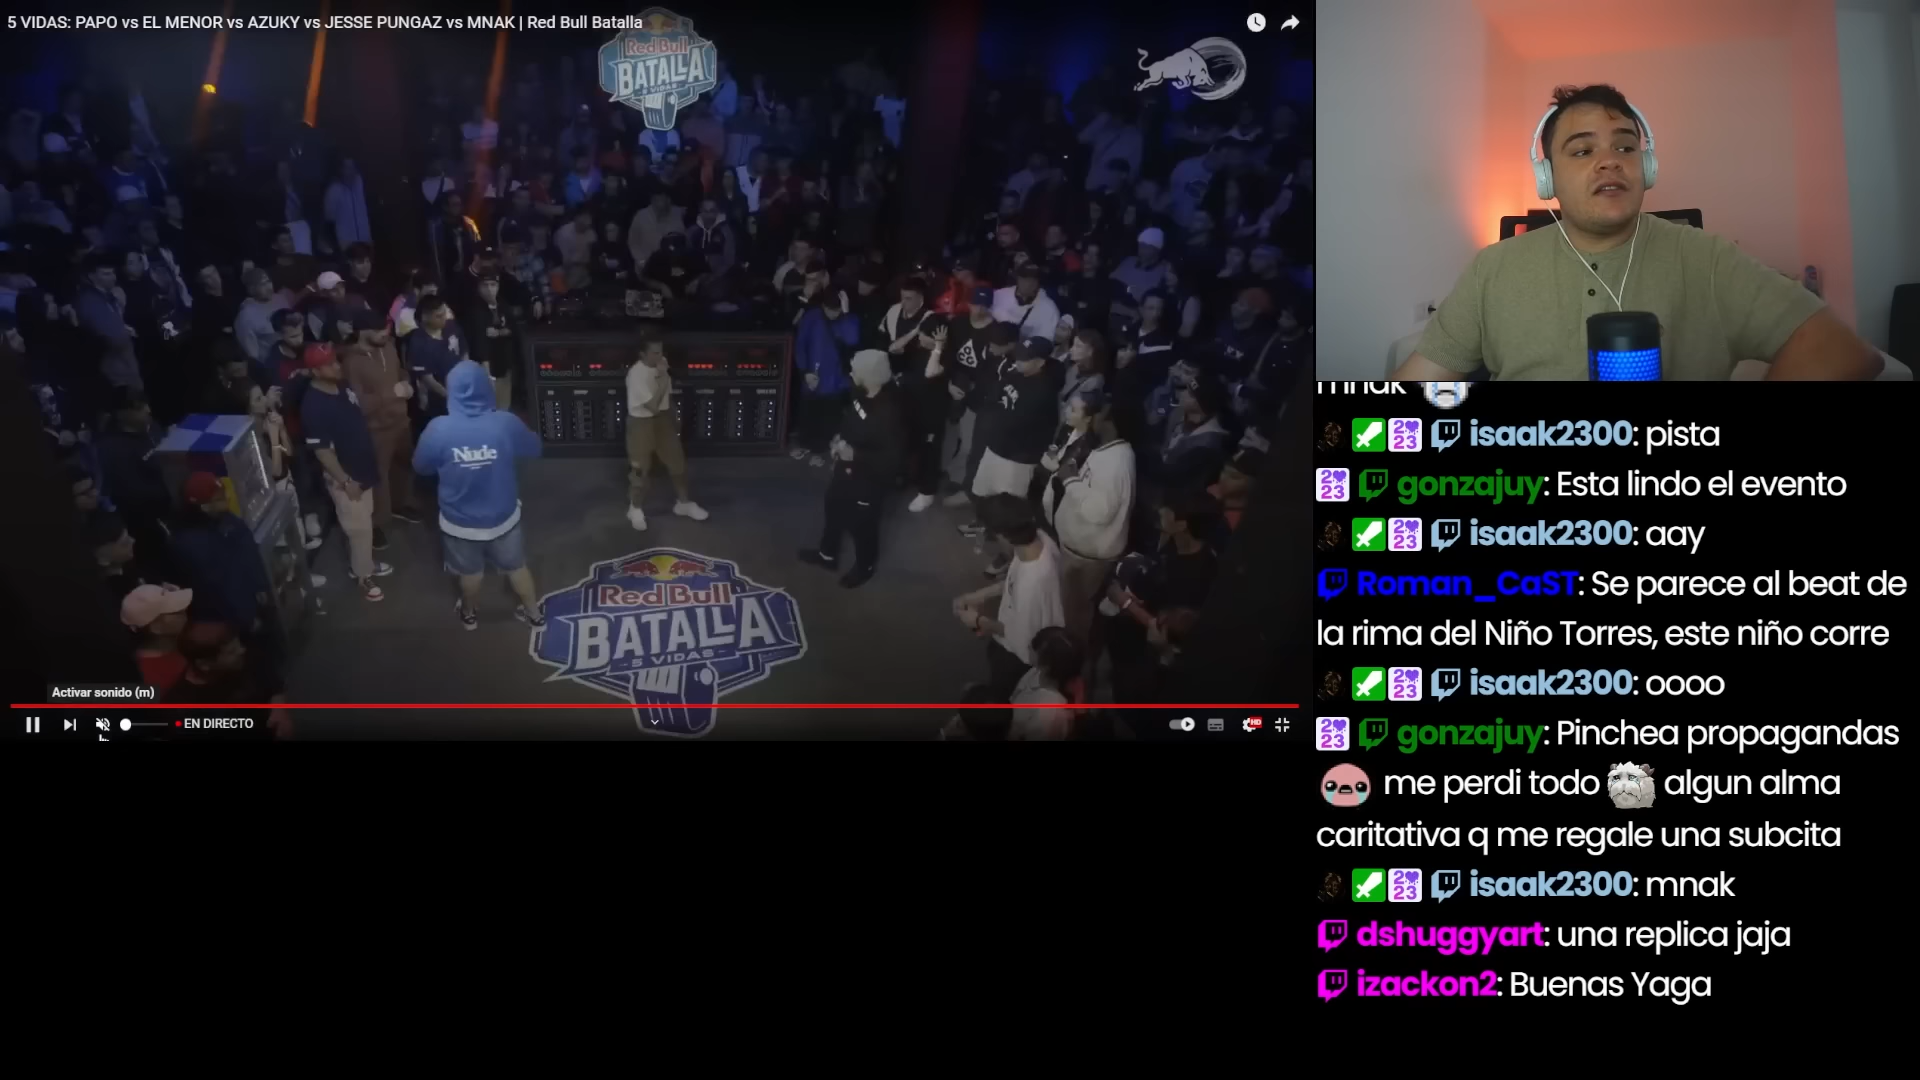 5 VIDAS: PAPO vs EL MENOR vs AZUKY vs JESSE PUNGAZ vs MNAK | Red Bull Batalla
Red Bull
BATALLA
5 VIDAS
Nude
Red Bull
BATALLA
5 VIDAS
Activar sonido (m)
EN DIRECTO
HD
mnak
isaak2300: pista
gonzajuy: Esta lindo el evento
isaak2300: aay
Roman_CaST: Se parece al beat de
la rima del Niño Torres, este niño corre
isaak2300: oooo
gonzajuy: Pinchea propagandas
me perdi todo algun alma
caritativa q me regale una subcita
isaak2300: mnak
dshuggyart: una replica jaja
izackon2: Buenas Yaga